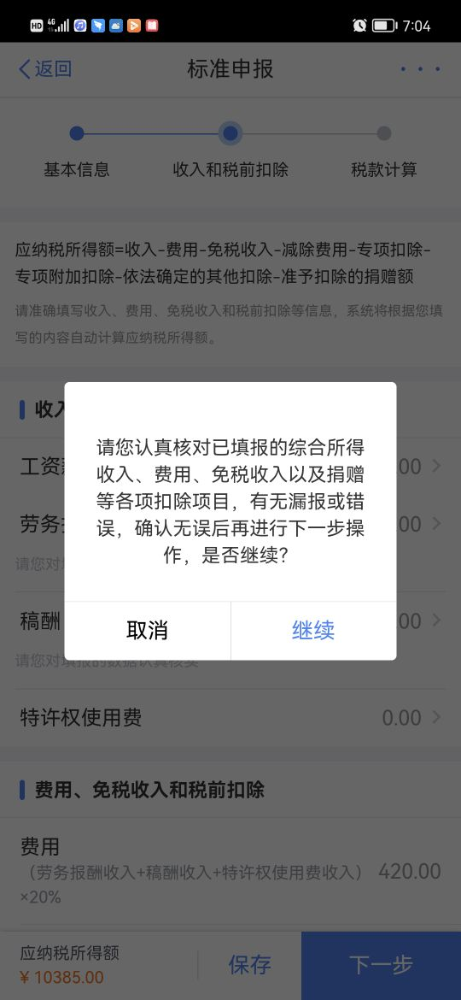 HD 4G 7:04
返回 标准申报
基本信息 收入和税前扣除 税款计算
应纳税所得额=收入-费用-免税收入-减除费用-专项扣除-
专项附加扣除-依法确定的其他扣除-准予扣除的捐赠额
请准确填写收入、费用、免税收入和税前扣除等信息，系统将根据您填
写的内容自动计算应纳税所得额。
收入
请您认真核对已填报的综合所得
收入、费用、免税收入以及捐赠
等各项扣除项目，有无漏报或错
误，确认无误后再进行下一步操
作，是否继续？
取消 继续
工资 .00
劳务 .00
请您对
稿酬 .00
请您对填报的数据认真核实
特许权使用费 0.00
费用、免税收入和税前扣除
费用
（劳务报酬收入+稿酬收入+特许权使用费收入） 420.00
×20%
应纳税所得额
¥ 10385.00
保存 下一步